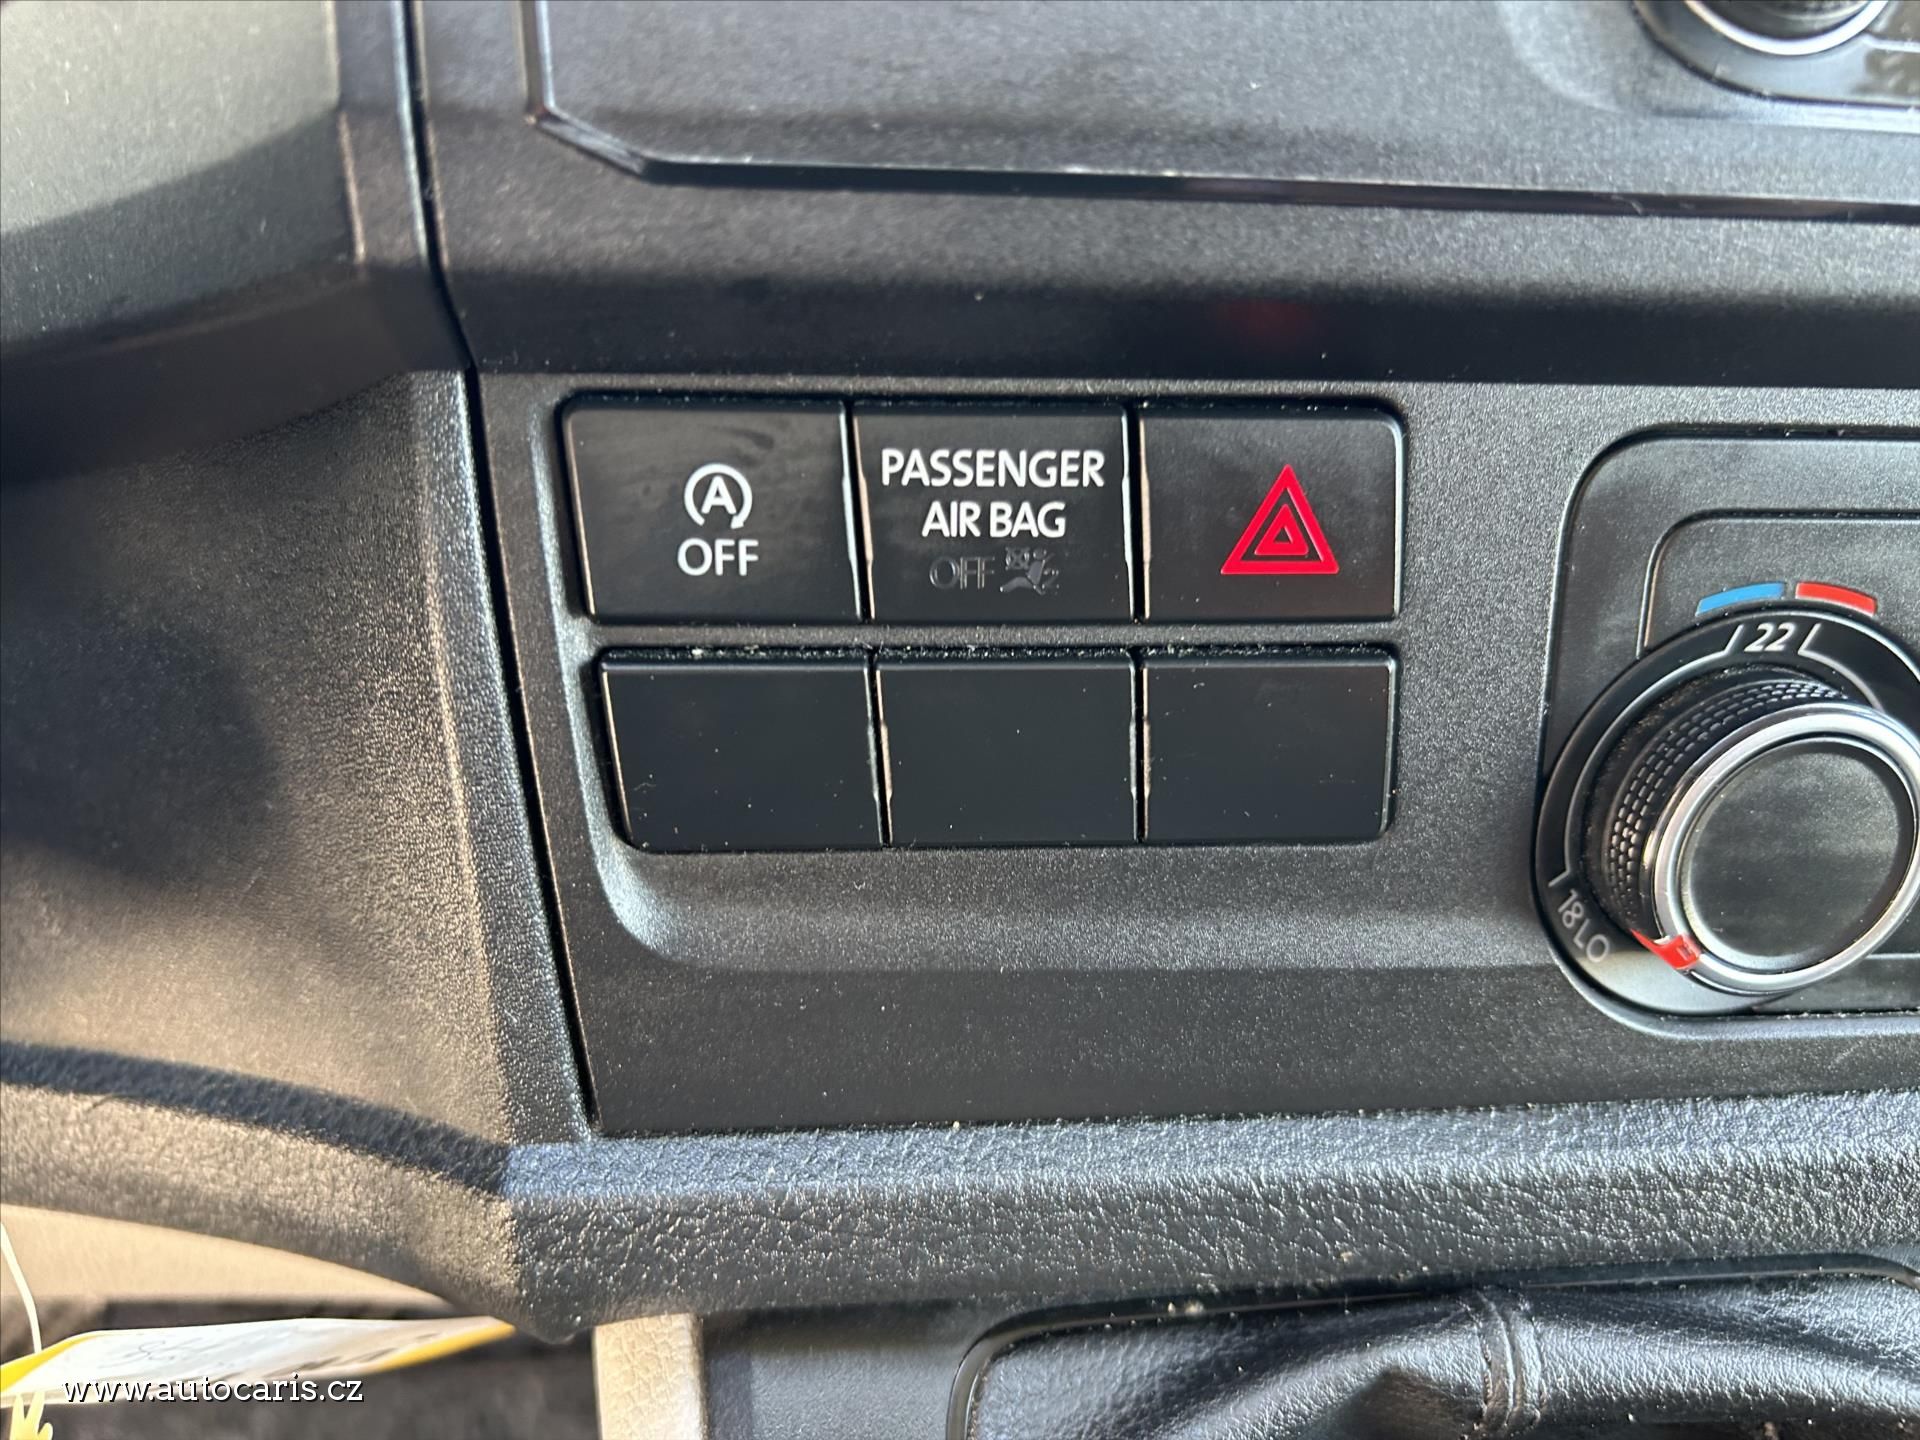 A
OFF
PASSENGER
AIR BAG
OFF
22
18 LO
www.autocaris.cz